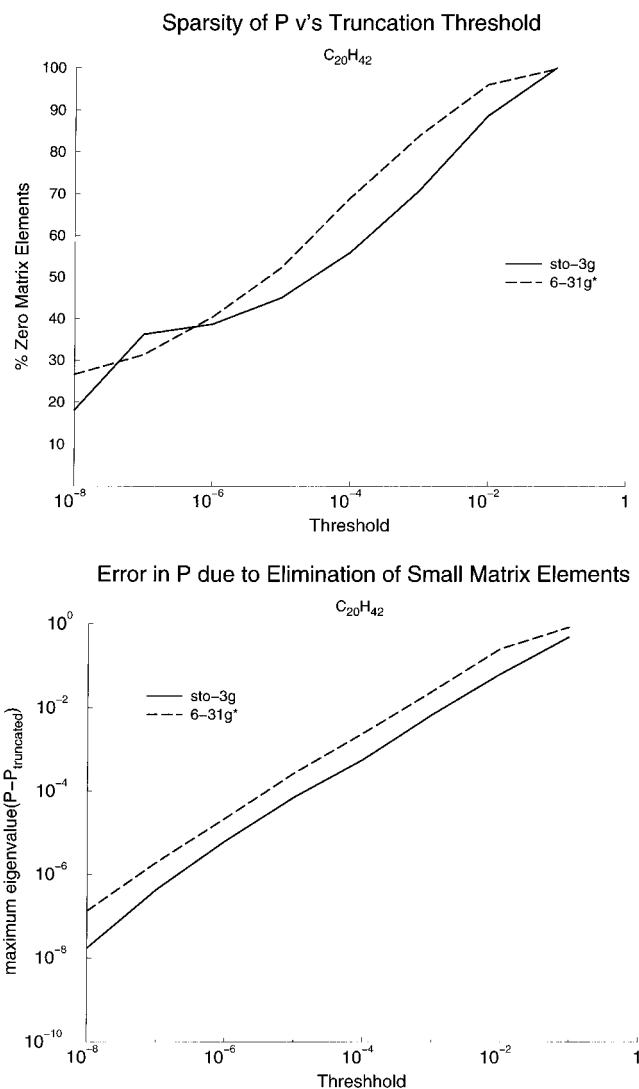 Sparsity of P v's Truncation Threshold
C₂₀H₄₂
% Zero Matrix Elements
100
90
80
70
60
50
40
30
20
10
sto-3g
6-31g*
10⁻⁸
10⁻⁶
10⁻⁴
10⁻²
1
Threshold
Error in P due to Elimination of Small Matrix Elements
C₂₀H₄₂
maximum eigenvalue(P-Ptruncated)
10⁰
10⁻²
10⁻⁴
10⁻⁶
10⁻⁸
10⁻¹⁰
sto-3g
6-31g*
10⁻⁸
10⁻⁶
10⁻⁴
10⁻²
1
Threshhold